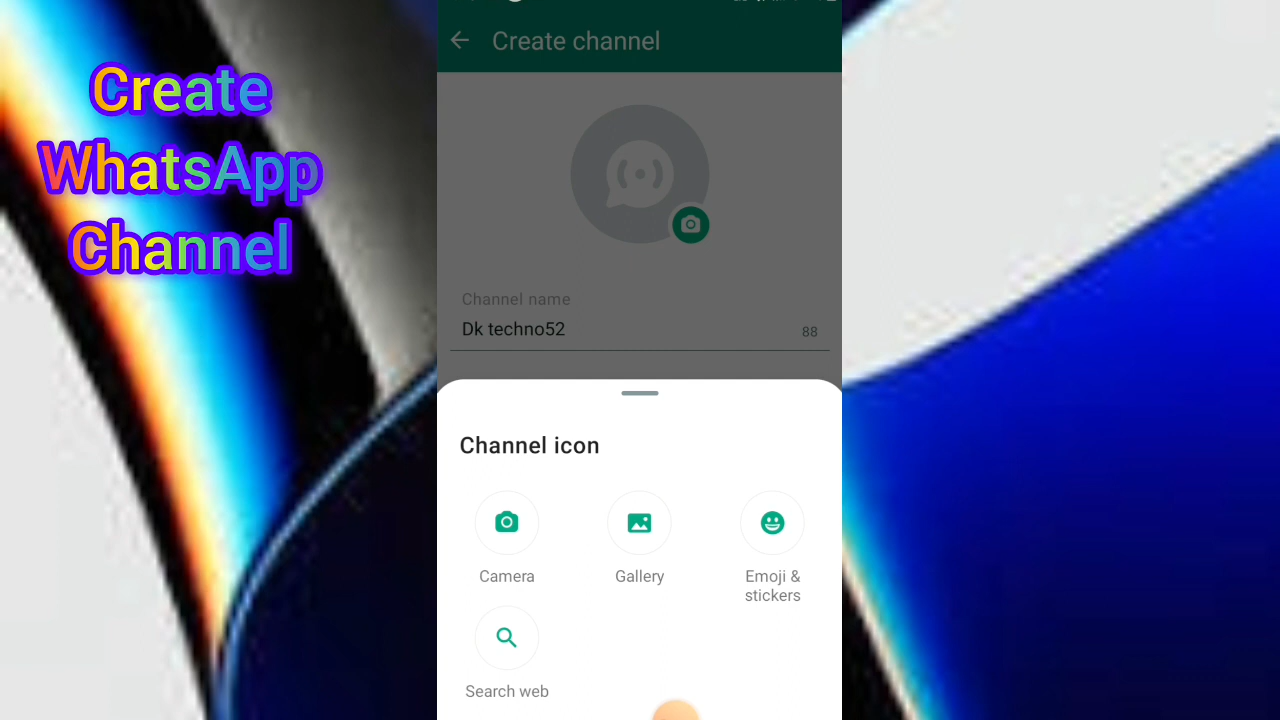 Create
WhatsApp
Channel
Create channel
Channel name
Dk techno52
88
Channel icon
Camera
Gallery
Emoji &
stickers
Search web